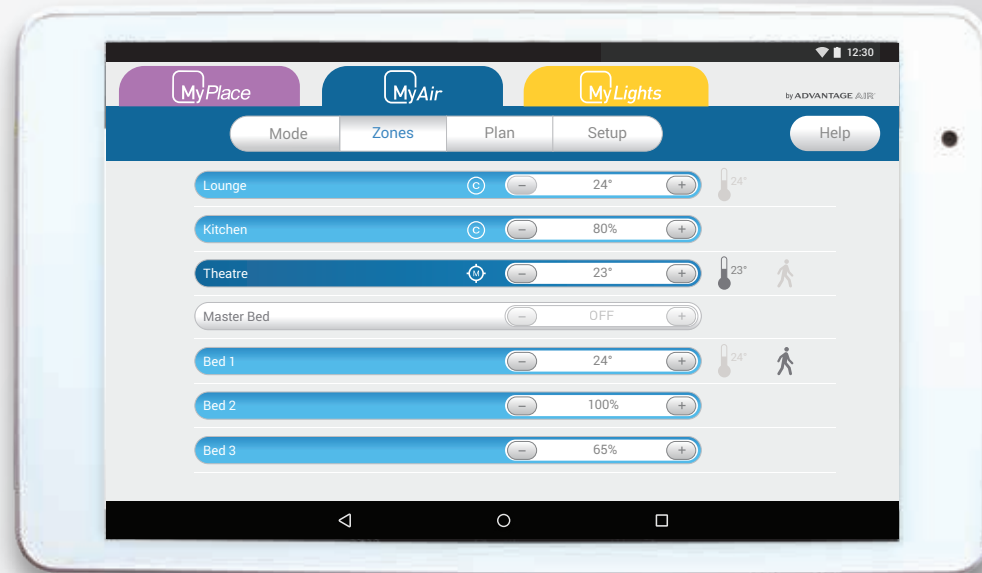 12:30
MyPlace MyAir MyLights by ADVANTAGE AIR
Mode Zones Plan Setup Help
Lounge C − 24° + 24°
Kitchen C − 80% +
Theatre M − 23° + 23°
Master Bed − OFF +
Bed 1 − 24° + 24°
Bed 2 − 100% +
Bed 3 − 65% +